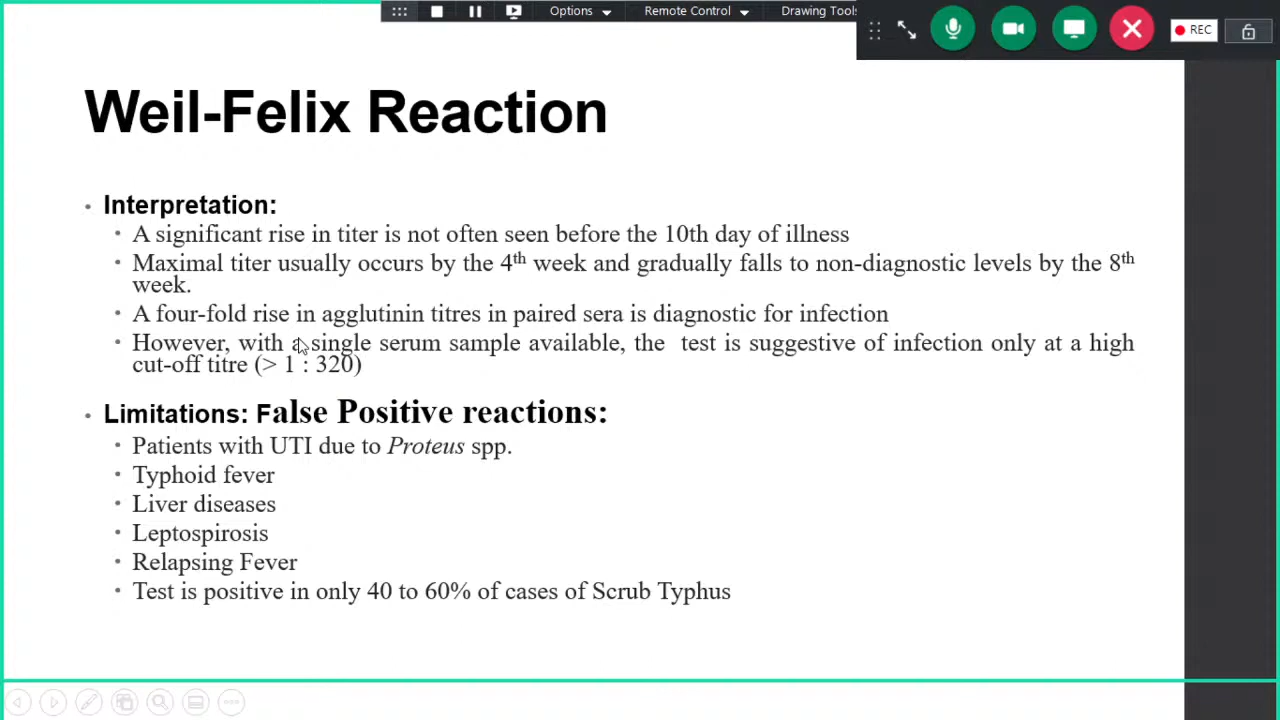 Options Remote Control Drawing Tools
REC
Weil-Felix Reaction
Interpretation:
A significant rise in titer is not often seen before the 10th day of illness
Maximal titer usually occurs by the 4th week and gradually falls to non-diagnostic levels by the 8th
week.
A four-fold rise in agglutinin titres in paired sera is diagnostic for infection
However, with a single serum sample available, the test is suggestive of infection only at a high
cut-off titre (> 1 : 320)
Limitations: False Positive reactions:
Patients with UTI due to Proteus spp.
Typhoid fever
Liver diseases
Leptospirosis
Relapsing Fever
Test is positive in only 40 to 60% of cases of Scrub Typhus